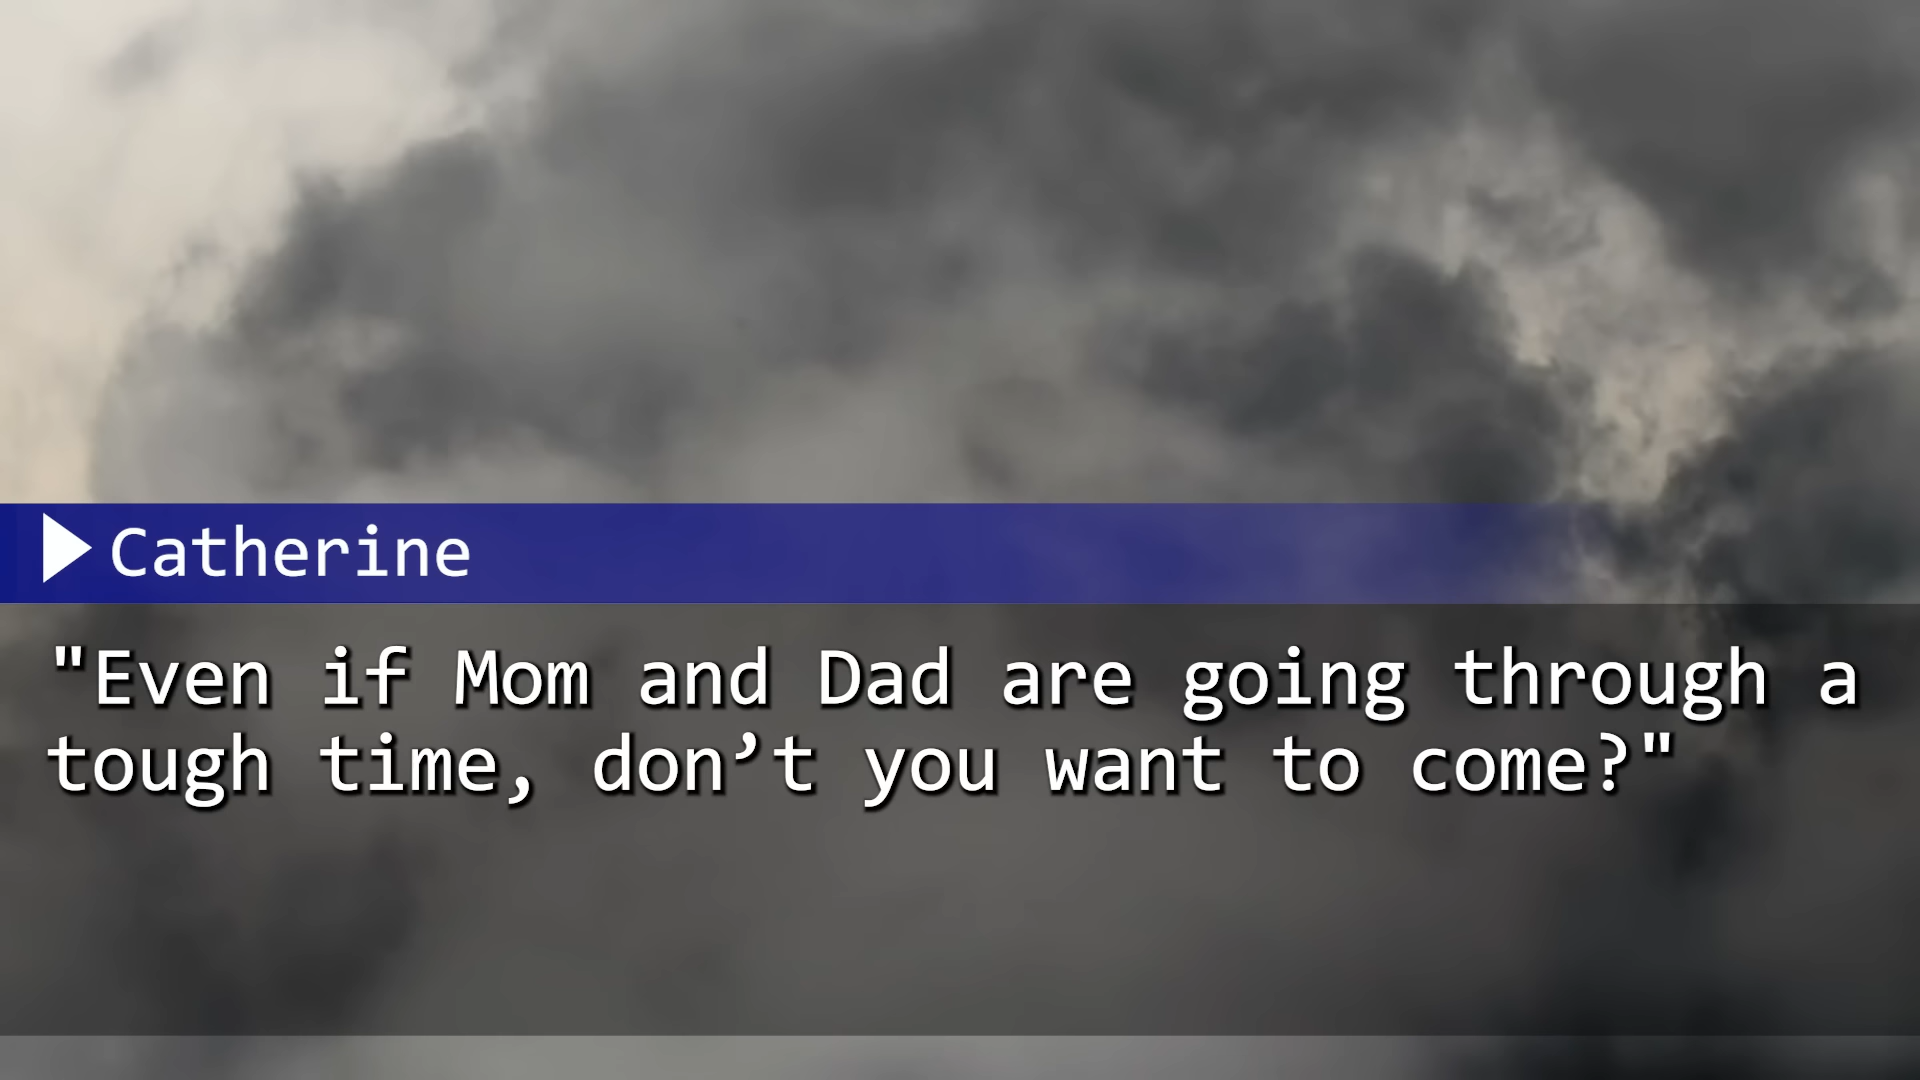 Catherine
"Even if Mom and Dad are going through a
tough time, don’t you want to come?"